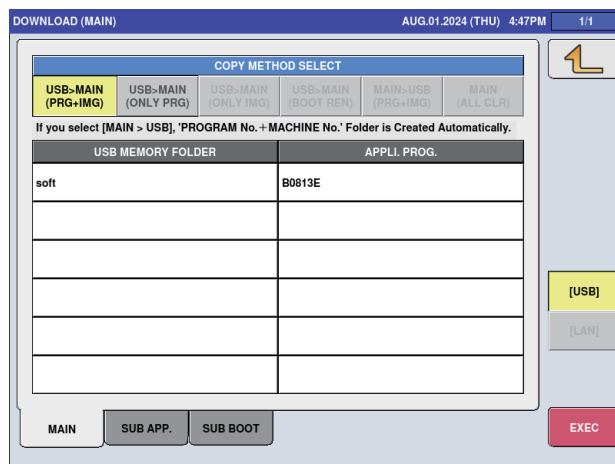 DOWNLOAD (MAIN) AUG.01.2024 (THU) 4:47PM 1/1
COPY METHOD SELECT
USB>MAIN (PRG+IMG)
USB>MAIN (ONLY PRG)
USB>MAIN (ONLY IMG)
USB>MAIN (BOOT REN)
MAIN>USB (PRG+IMG)
MAIN (ALL CLR)
If you select [MAIN > USB], 'PROGRAM No.+MACHINE No.' Folder is Created Automatically.
USB MEMORY FOLDER APPLI. PROG.
soft B0813E
[USB]
[LAN]
MAIN SUB APP. SUB BOOT EXEC